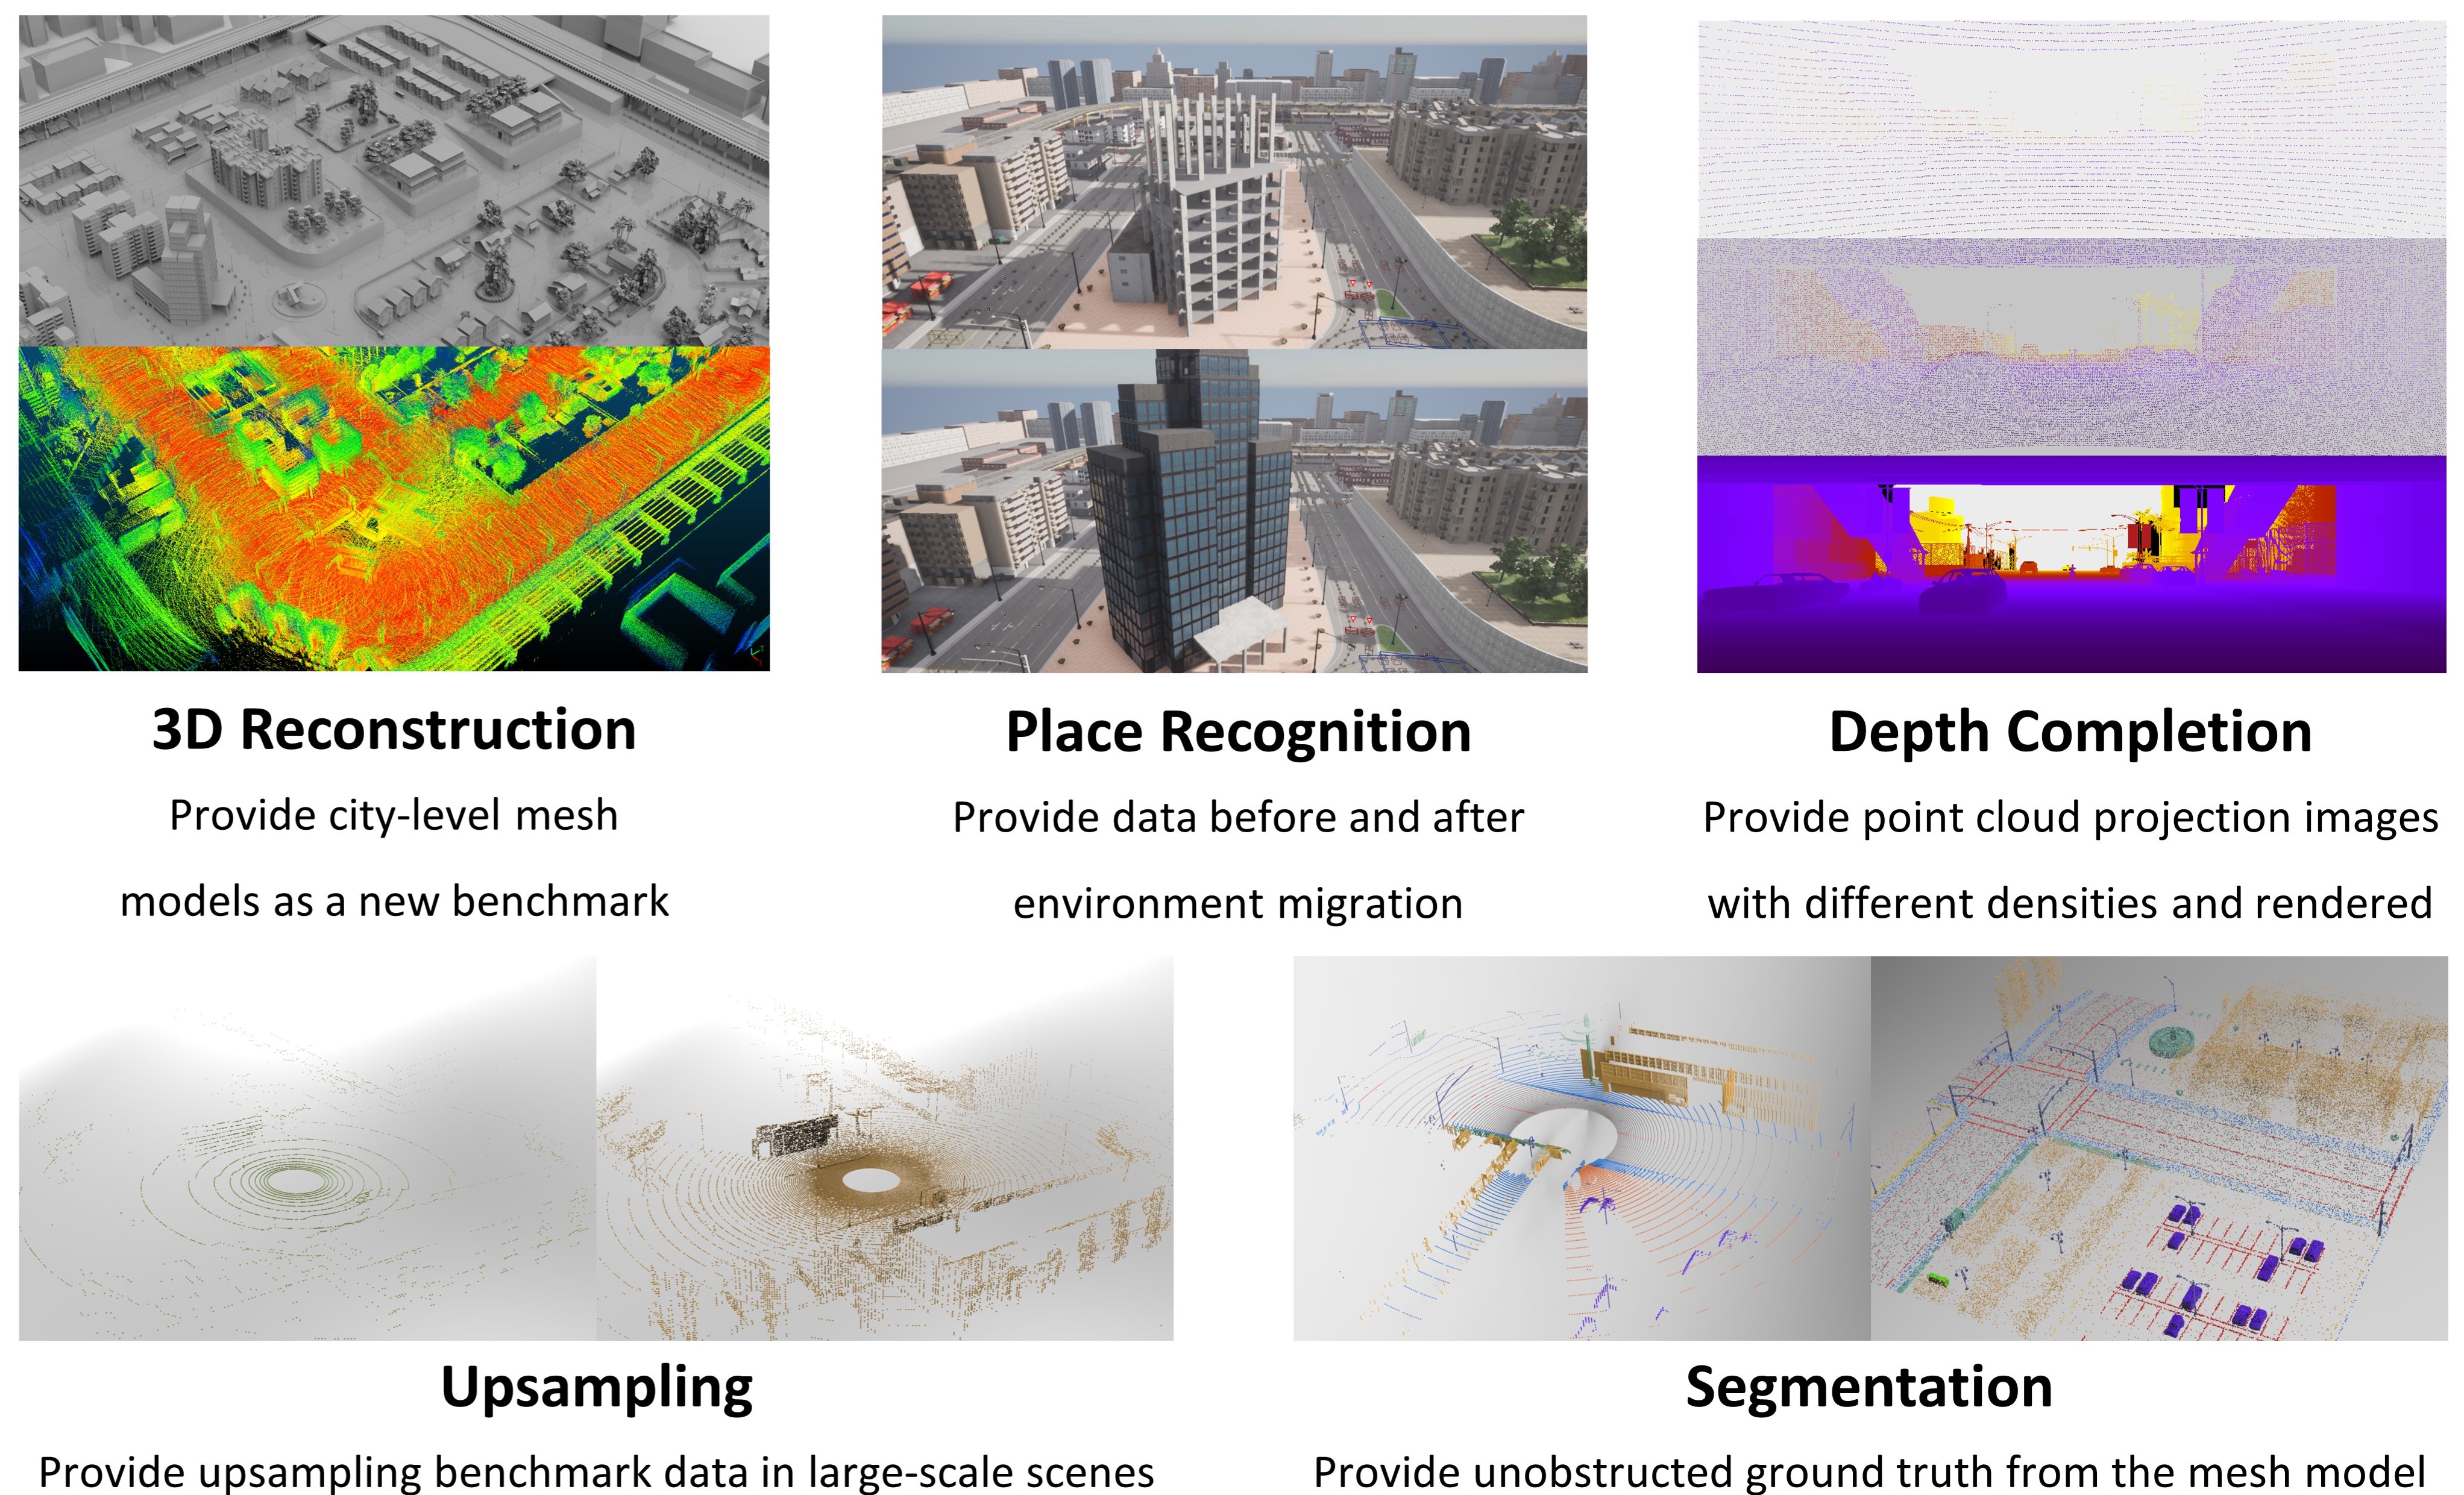 3D Reconstruction
Provide city-level mesh
models as a new benchmark
Place Recognition
Provide data before and after
environment migration
Depth Completion
Provide point cloud projection images
with different densities and rendered
Upsampling
Provide upsampling benchmark data in large-scale scenes
Segmentation
Provide unobstructed ground truth from the mesh model